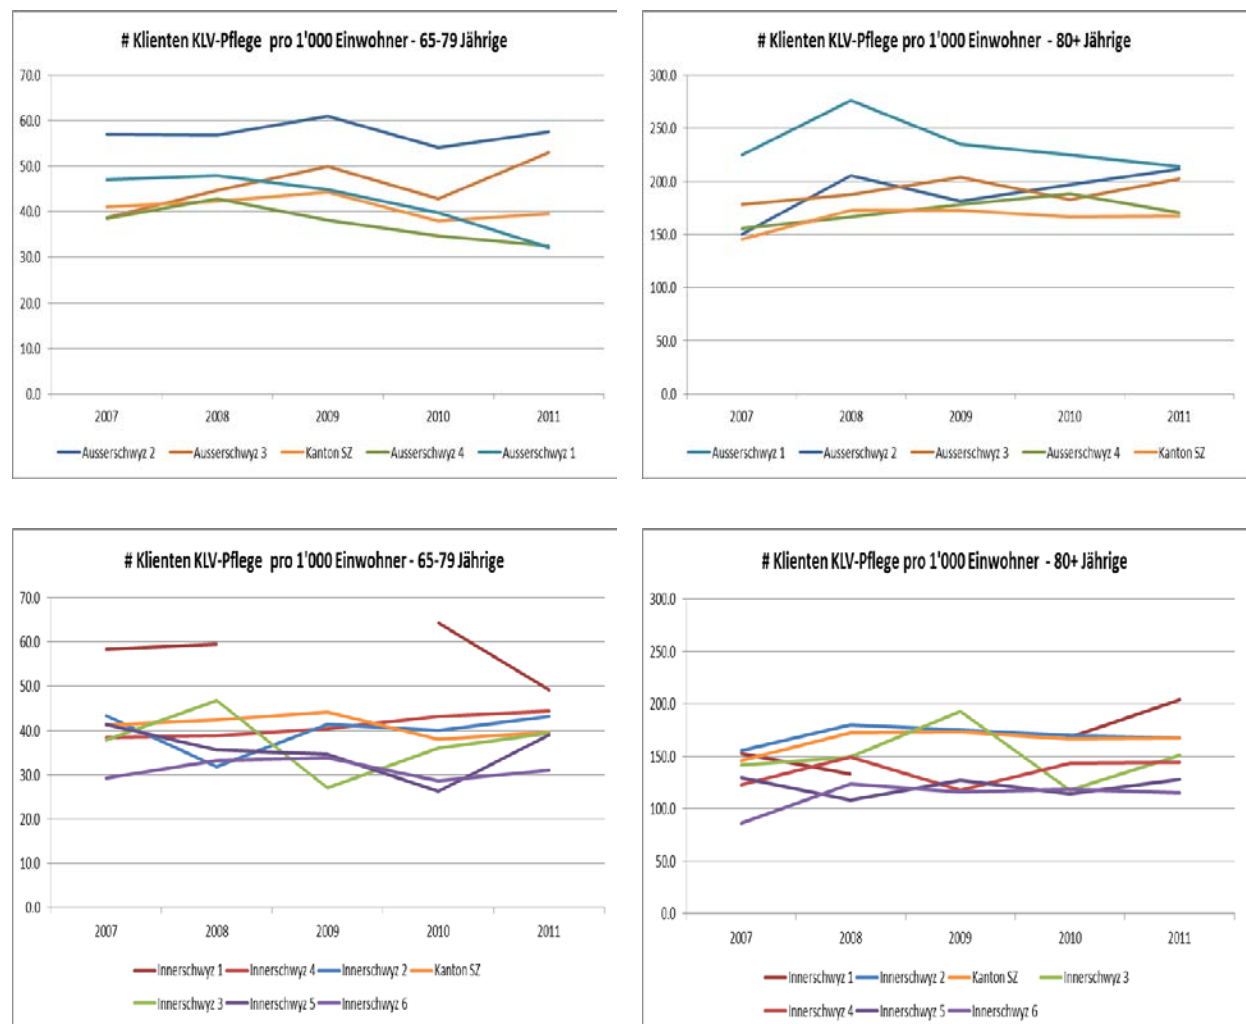 # Klienten KLV-Pflege pro 1'000 Einwohner - 65-79 Jährige
70.0
60.0
50.0
40.0
30.0
20.0
10.0
0.0
2007 2008 2009 2010 2011
Ausserschwyz 2 Ausserschwyz 3 Kanton SZ Ausserschwyz 4 Ausserschwyz 1
# Klienten KLV-Pflege pro 1'000 Einwohner - 80+ Jährige
300.0
250.0
200.0
150.0
100.0
50.0
0.0
2007 2008 2009 2010 2011
Ausserschwyz 1 Ausserschwyz 2 Ausserschwyz 3 Ausserschwyz 4 Kanton SZ
# Klienten KLV-Pflege pro 1'000 Einwohner - 65-79 Jährige
70.0
60.0
50.0
40.0
30.0
20.0
10.0
0.0
2007 2008 2009 2010 2011
Innerschwyz 1 Innerschwyz 4 Innerschwyz 2 Kanton SZ
Innerschwyz 3 Innerschwyz 5 Innerschwyz 6
# Klienten KLV-Pflege pro 1'000 Einwohner - 80+ Jährige
300.0
250.0
200.0
150.0
100.0
50.0
0.0
2007 2008 2009 2010 2011
Innerschwyz 1 Innerschwyz 2 Kanton SZ Innerschwyz 3
Innerschwyz 4 Innerschwyz 5 Innerschwyz 6